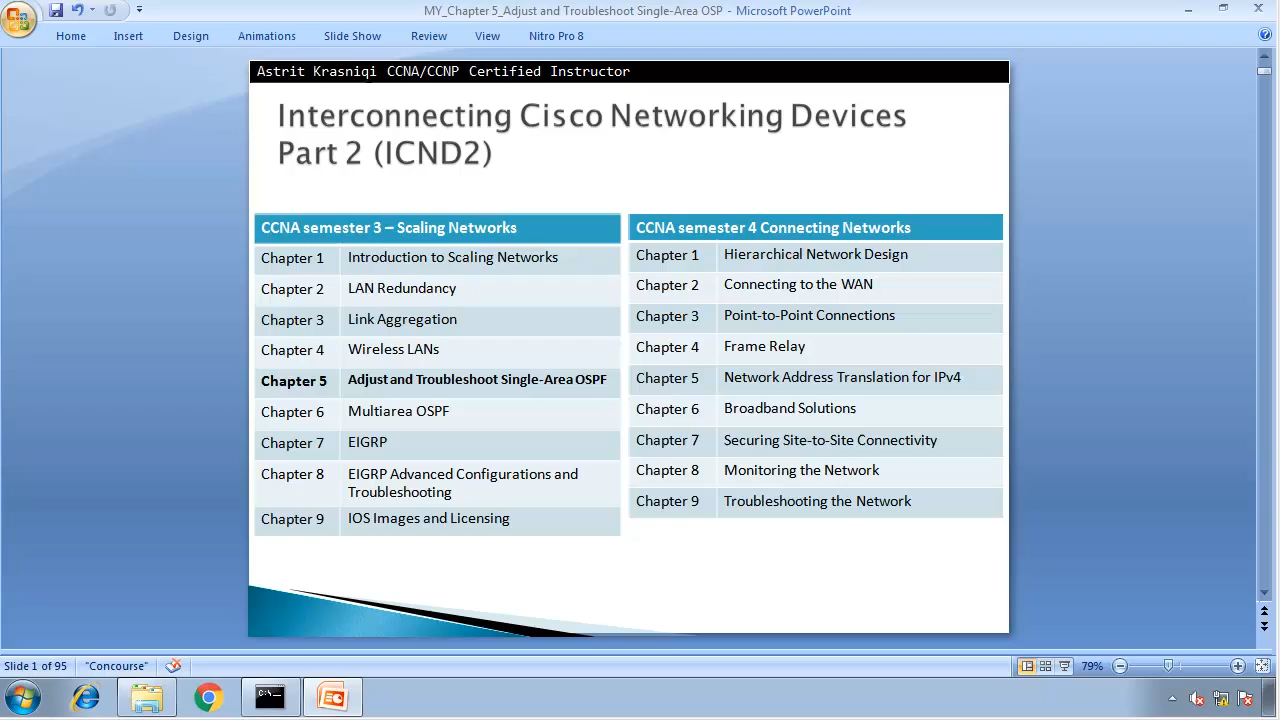 MY_Chapter 5_Adjust and Troubleshoot Single-Area OSP - Microsoft PowerPoint
Home Insert Design Animations Slide Show Review View Nitro Pro 8
Astrit Krasniqi CCNA/CCNP Certified Instructor
Interconnecting Cisco Networking Devices
Part 2 (ICND2)
CCNA semester 3 – Scaling Networks
Chapter 1 Introduction to Scaling Networks
Chapter 2 LAN Redundancy
Chapter 3 Link Aggregation
Chapter 4 Wireless LANs
Chapter 5 Adjust and Troubleshoot Single-Area OSPF
Chapter 6 Multiarea OSPF
Chapter 7 EIGRP
Chapter 8 EIGRP Advanced Configurations and
Troubleshooting
Chapter 9 IOS Images and Licensing
CCNA semester 4 Connecting Networks
Chapter 1 Hierarchical Network Design
Chapter 2 Connecting to the WAN
Chapter 3 Point-to-Point Connections
Chapter 4 Frame Relay
Chapter 5 Network Address Translation for IPv4
Chapter 6 Broadband Solutions
Chapter 7 Securing Site-to-Site Connectivity
Chapter 8 Monitoring the Network
Chapter 9 Troubleshooting the Network
Slide 1 of 95 "Concourse" 79%
C:\